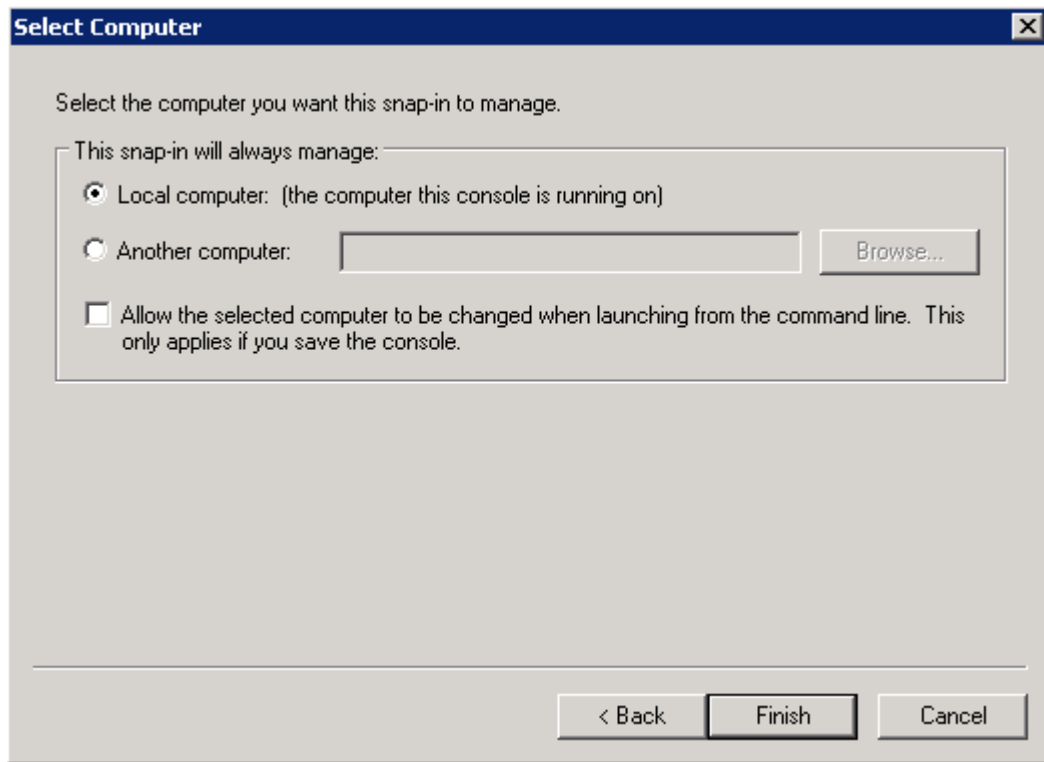 Select Computer
Select the computer you want this snap-in to manage.
This snap-in will always manage:
Local computer:  (the computer this console is running on)
Another computer:
Browse...
Allow the selected computer to be changed when launching from the command line.  This
only applies if you save the console.
< Back
Finish
Cancel